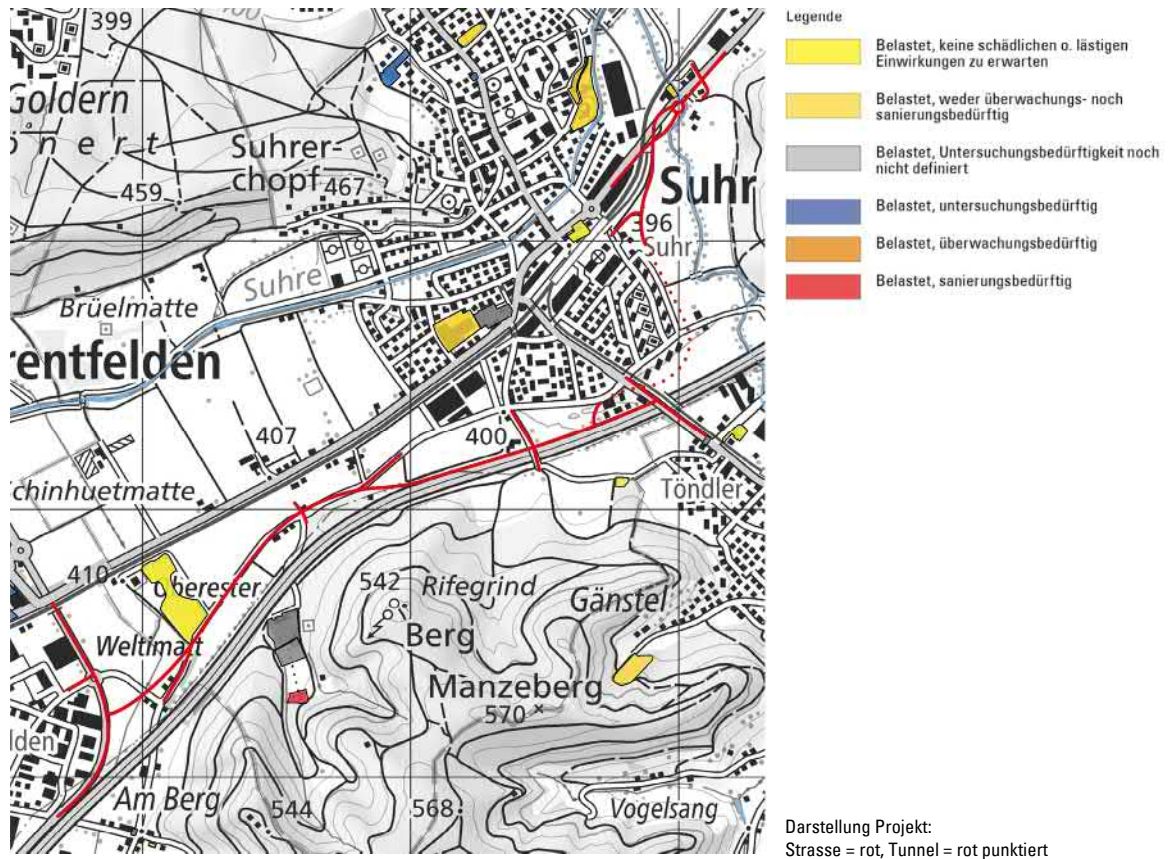 399
Goldern
ö n e r t
Suhrer-
chopf 467
459
Suhr
396
Suhr
Suhre
Brüelmatte
rentfelden
407
400
chinhuetmatte
Töndler
410
Oberester
542
Rifegrind
Gänstel
Berg
Weltimatt
Manzeberg
570
lden
Am Berg
544
568
Vogelsang
Legende
Belastet, keine schädlichen o. lästigen
Einwirkungen zu erwarten
Belastet, weder überwachungs- noch
sanierungsbedürftig
Belastet, Untersuchungsbedürftigkeit noch
nicht definiert
Belastet, untersuchungsbedürftig
Belastet, überwachungsbedürftig
Belastet, sanierungsbedürftig
Darstellung Projekt:
Strasse = rot, Tunnel = rot punktiert